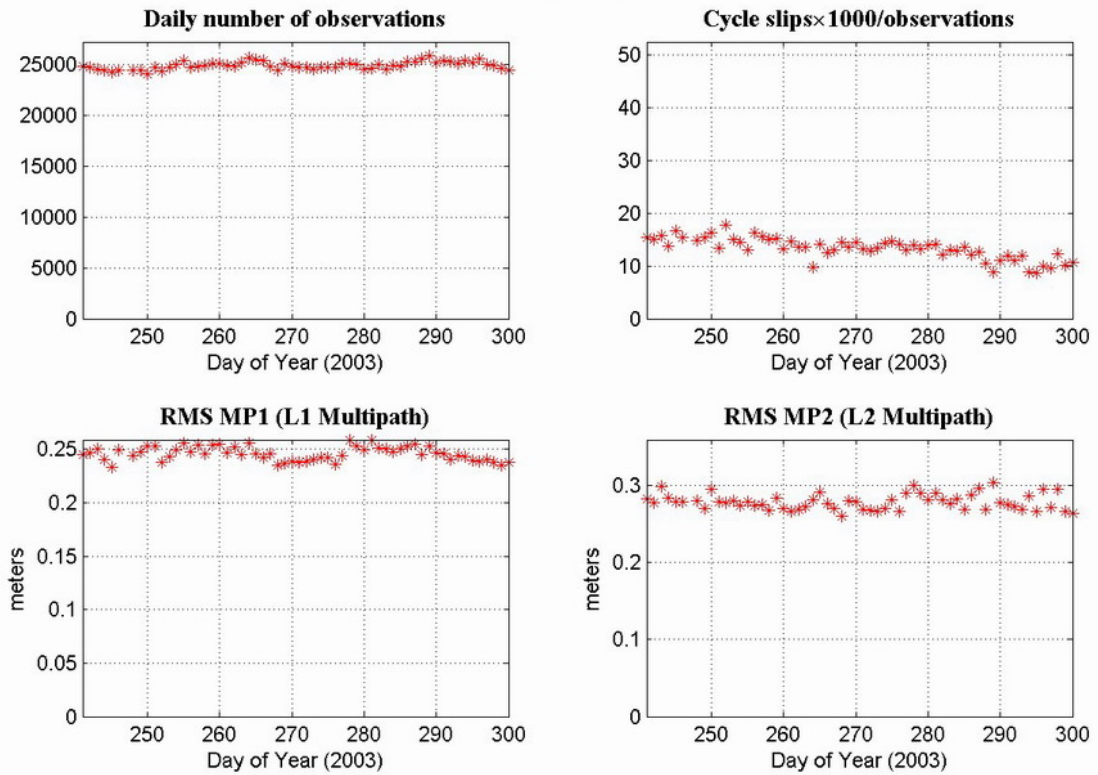 Daily number of observations
25000
20000
15000
10000
5000
0
250 260 270 280 290 300
Day of Year (2003)
Cycle slips×1000/observations
50
40
30
20
10
0
250 260 270 280 290 300
Day of Year (2003)
RMS MP1 (L1 Multipath)
meters
0.25
0.2
0.15
0.1
0.05
0
250 260 270 280 290 300
Day of Year (2003)
RMS MP2 (L2 Multipath)
meters
0.3
0.2
0.1
0
250 260 270 280 290 300
Day of Year (2003)